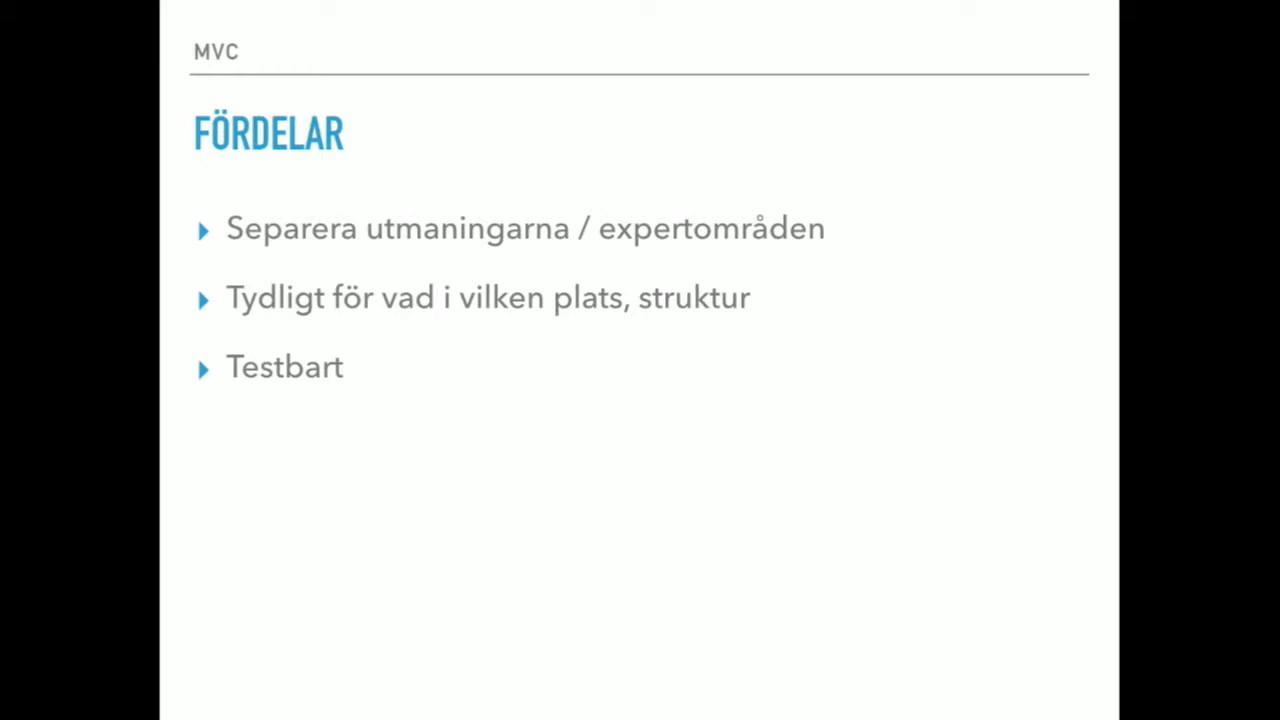 MVC
FÖRDELAR
Separera utmaningarna / expertområden
Tydligt för vad i vilken plats, struktur
Testbart